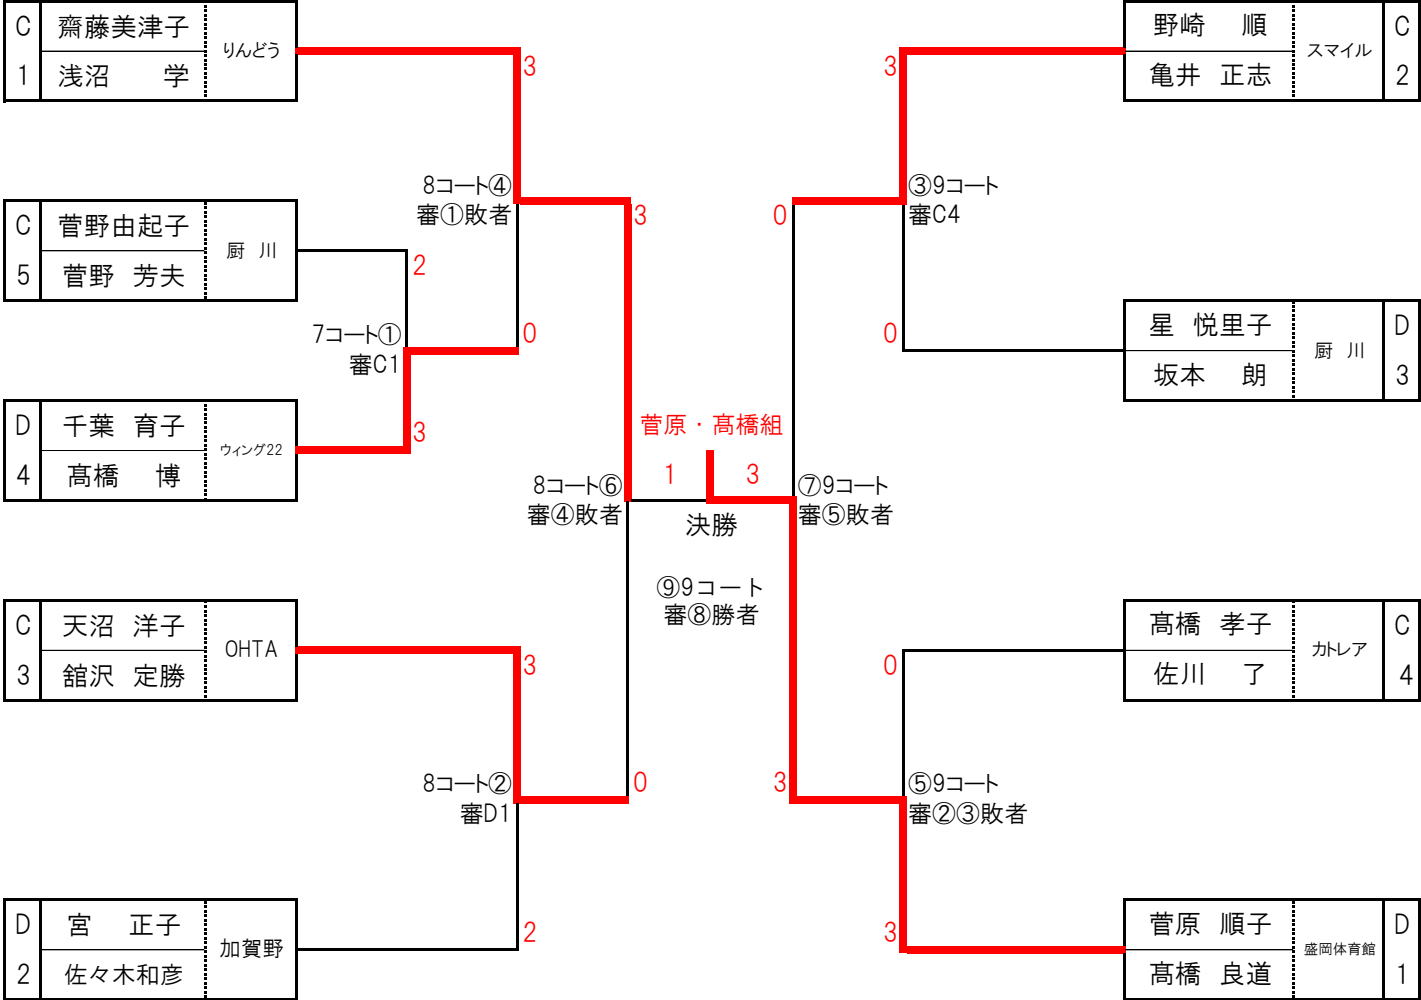 C
1
齋藤美津子
浅沼　　学
りんどう
C
5
菅野由起子
菅野 芳夫
厨 川
D
4
千葉 育子
髙橋　博
ウィング22
C
3
天沼 洋子
舘沢 定勝
OHTA
D
2
宮　正子
佐々木和彦
加賀野
3
8コート④
審①敗者
2
0
7コート①
審C1
3
3
8コート⑥
審④敗者
3
8コート②
審D1
0
2
菅原・髙橋組
1
3
決勝
⑨9コート
審⑧勝者
3
③9コート
審C4
0
0
⑦9コート
審⑤敗者
0
3
⑤9コート
審②③敗者
3
野崎　順
亀井 正志
スマイル
C
2
星 悦里子
坂本　朗
厨 川
D
3
髙橋 孝子
佐川　了
カトレア
C
4
菅原 順子
髙橋 良道
盛岡体育館
D
1